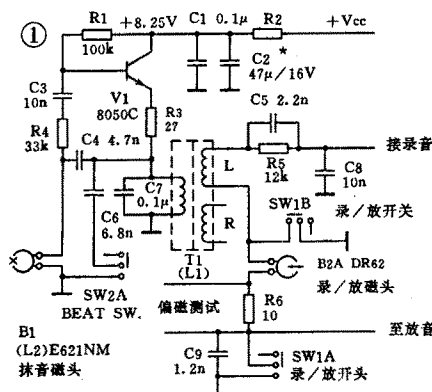 ①
R1
100k
+8.25V
C1 0.1μ
R2
*
+Vcc
C3
10n
V1
8050C
C2
47μ/16V
R4
33k
C4 4.7n
R3
27
C5 2.2n
接录音
L
R5
12k
C8
10n
C7
0.1μ
录/放开关
SW1B
R
C6
6.8n
T1
(L1)
B2A DR62
录/放磁头
SW2A
BEAT SW.
偏磁测试
R6
10
B1
(L2)E621NM
抹音磁头
至放音
C9
1.2n
SW1A
录/放开头